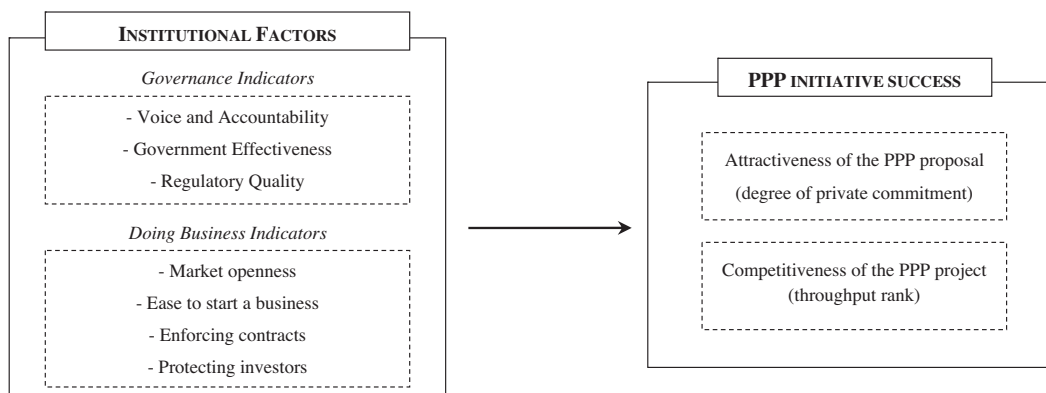 INSTITUTIONAL FACTORS
Governance Indicators
- Voice and Accountability
- Government Effectiveness
- Regulatory Quality
Doing Business Indicators
- Market openness
- Ease to start a business
- Enforcing contracts
- Protecting investors
PPP INITIATIVE SUCCESS
Attractiveness of the PPP proposal
(degree of private commitment)
Competitiveness of the PPP project
(throughput rank)